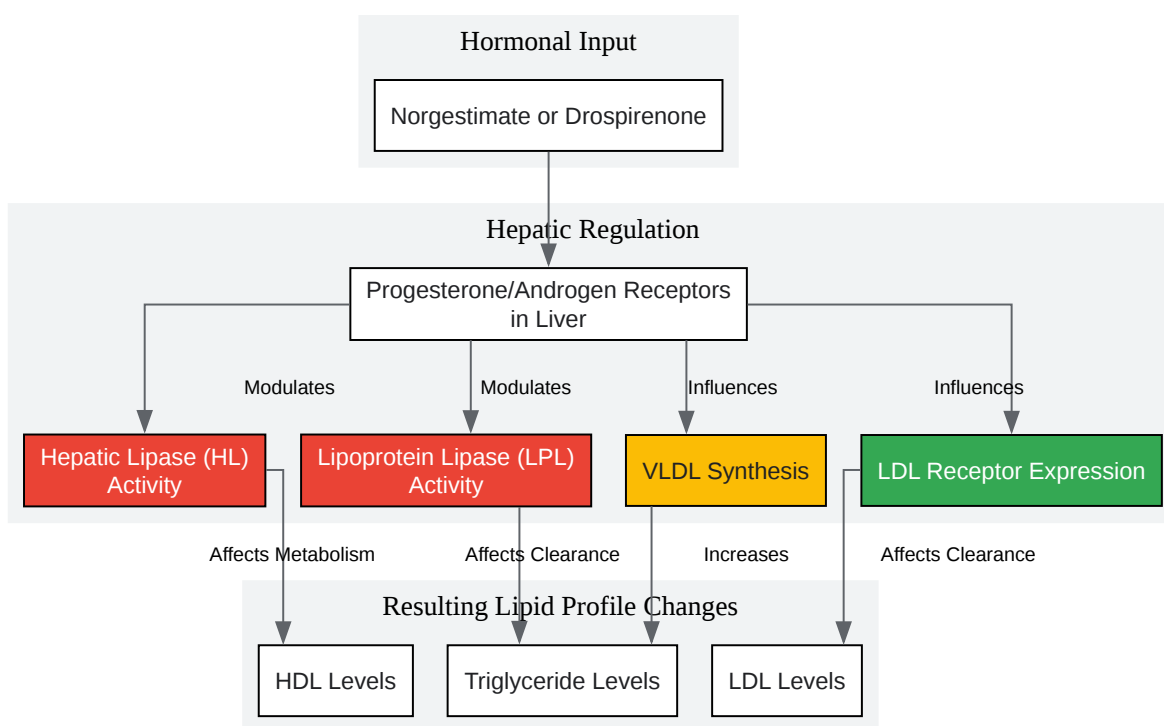 Hormonal Input
Norgestimate or Drospirenone
Hepatic Regulation
Progesterone/Androgen Receptors
in Liver
Modulates
Modulates
Influences
Influences
Hepatic Lipase (HL)
Activity
Lipoprotein Lipase (LPL)
Activity
VLDL Synthesis
LDL Receptor Expression
Affects Metabolism
Affects Clearance
Increases
Affects Clearance
Resulting Lipid Profile Changes
HDL Levels
Triglyceride Levels
LDL Levels